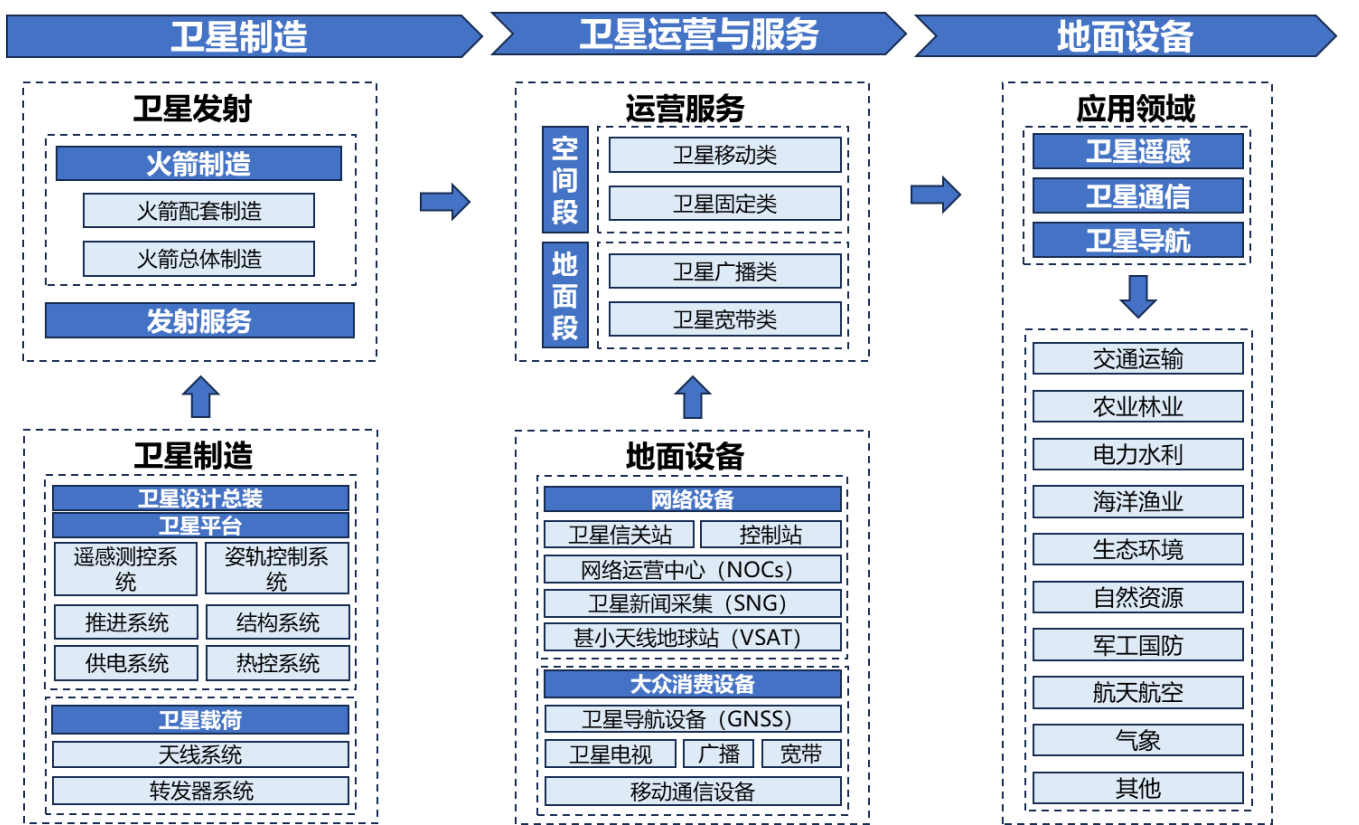 卫星制造
卫星运营与服务
地面设备
卫星发射
火箭制造
火箭配套制造
火箭总体制造
发射服务
卫星制造
卫星设计总装
卫星平台
遥感测控系
统
姿轨控制系
统
推进系统
结构系统
供电系统
热控系统
卫星载荷
天线系统
转发器系统
运营服务
空
间
段
卫星移动类
卫星固定类
地
面
段
卫星广播类
卫星宽带类
地面设备
网络设备
卫星信关站
控制站
网络运营中心（NOCs）
卫星新闻采集（SNG）
甚小天线地球站（VSAT）
大众消费设备
卫星导航设备（GNSS）
卫星电视
广播
宽带
移动通信设备
应用领域
卫星遥感
卫星通信
卫星导航
交通运输
农业林业
电力水利
海洋渔业
生态环境
自然资源
军工国防
航天航空
气象
其他